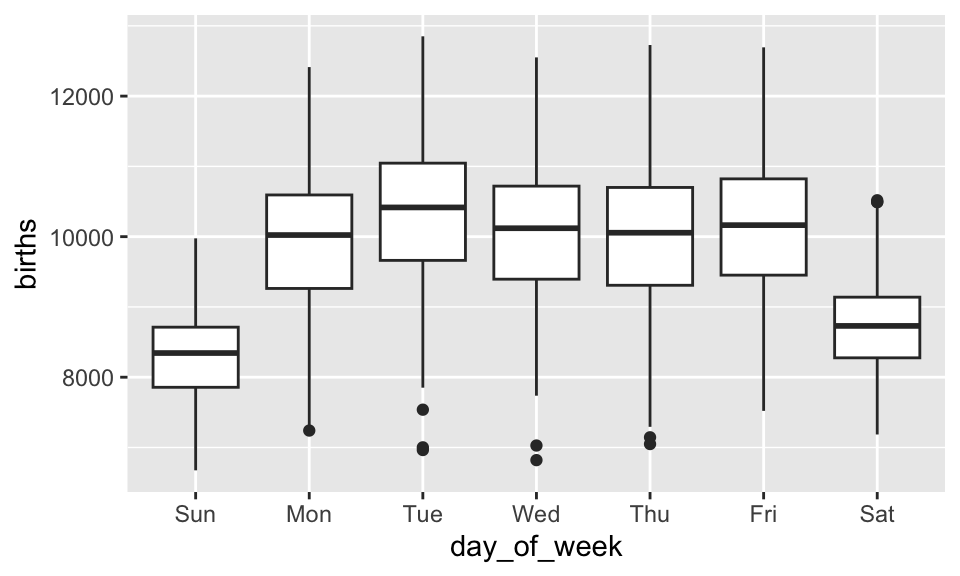 births
12000
10000
8000
Sun Mon Tue Wed Thu Fri Sat
day_of_week